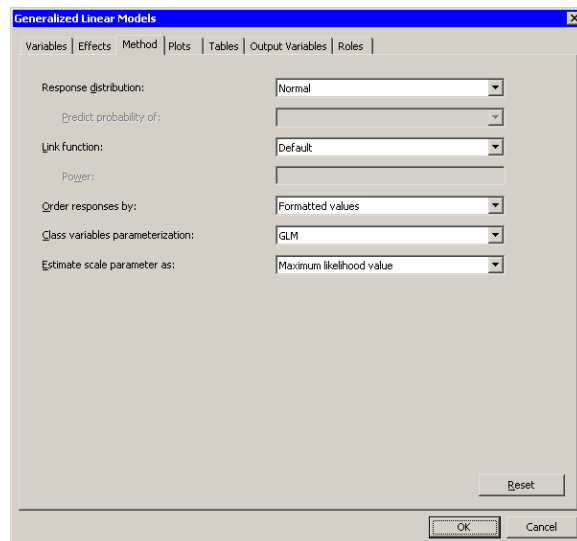 Generalized Linear Models
Variables Effects Method Plots Tables Output Variables Roles
Response distribution: Normal
Predict probability of:
Link function: Default
Power:
Order responses by: Formatted values
Class variables parameterization: GLM
Estimate scale parameter as: Maximum likelihood value
Reset
OK Cancel